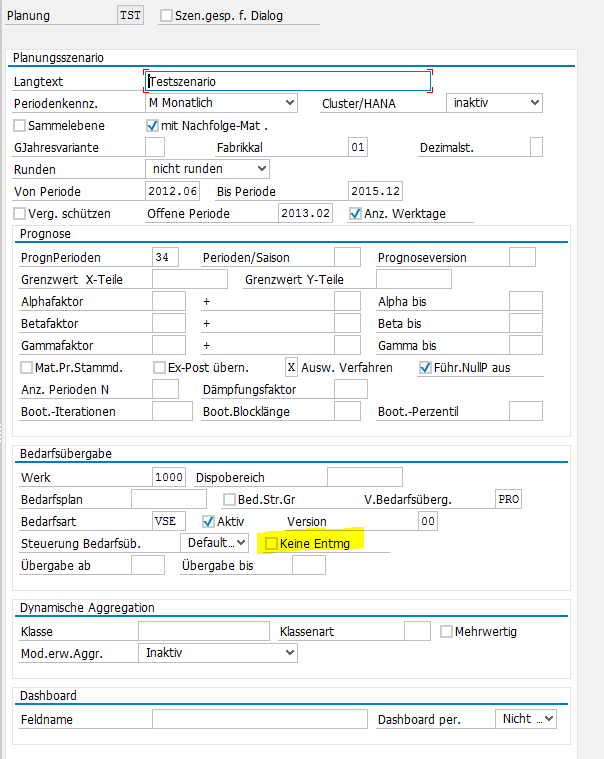 Planung TST Szen.gesp. f. Dialog
Planungsszenario
Langtext Testszenario
Periodenkennz. M Monatlich Cluster/HANA inaktiv
Sammelebene mit Nachfolge-Mat .
GJahresvariante Fabrikkal 01 Dezimalst.
Runden nicht runden
Von Periode 2012.06 Bis Periode 2015.12
Verg. schützen Offene Periode 2013.02 Anz. Werktage
Prognose
PrognPerioden 34 Perioden/Saison Prognoseversion
Grenzwert X-Teile Grenzwert Y-Teile
Alphafaktor + Alpha bis
Betafaktor + Beta bis
Gammafaktor + Gamma bis
Mat.Pr.Stammd. Ex-Post übern. X Ausw. Verfahren Führ.NullP aus
Anz. Perioden N Dämpfungsfaktor
Boot.-Iterationen Boot.Blocklänge Boot.-Perzentil
Bedarfsübergabe
Werk 1000 Dispobereich
Bedarfsplan Bed.Str.Gr V.Bedarfsüberg. PRO
Bedarfsart VSE Aktiv Version 00
Steuerung Bedarfsüb. Default... Keine Entmg
Übergabe ab Übergabe bis
Dynamische Aggregation
Klasse Klassenart Mehrwertig
Mod.erw.Aggr. Inaktiv
Dashboard
Feldname Dashboard per. Nicht ...